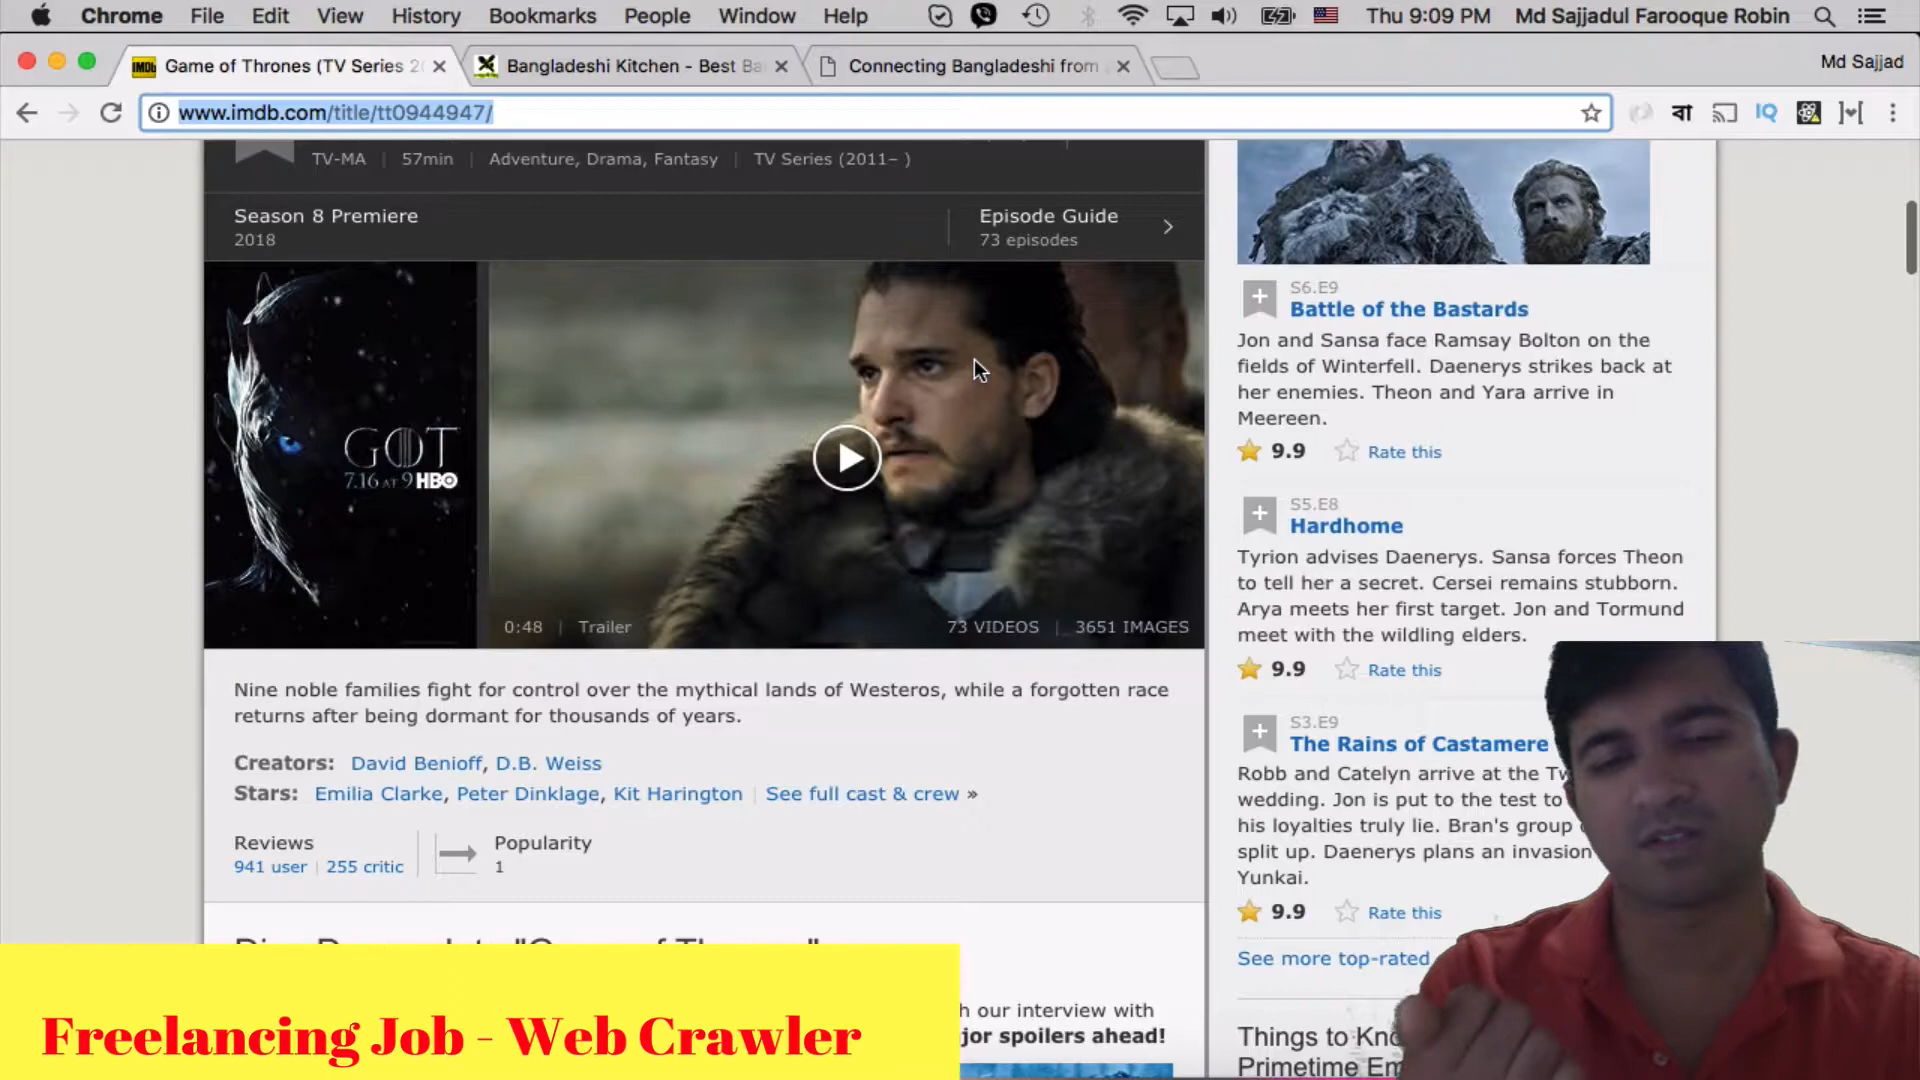 Chrome File Edit View History Bookmarks People Window Help Thu 9:09 PM Md Sajjadul Farooque Robin
IMDb Game of Thrones (TV Series 2 Bangladeshi Kitchen - Best Ba Connecting Bangladeshi from Md Sajjad
www.imdb.com/title/tt0944947/ বা IQ
TV-MA | 57min | Adventure, Drama, Fantasy | TV Series (2011– )
Season 8 Premiere
2018
Episode Guide
73 episodes
GOT
7.16 AT 9 HBO
0:48 | Trailer
73 VIDEOS | 3651 IMAGES
Nine noble families fight for control over the mythical lands of Westeros, while a forgotten race
returns after being dormant for thousands of years.
Creators: David Benioff, D.B. Weiss
Stars: Emilia Clarke, Peter Dinklage, Kit Harington | See full cast & crew »
Reviews
941 user | 255 critic
Popularity
1
h our interview with
jor spoilers ahead!
S6.E9
Battle of the Bastards
Jon and Sansa face Ramsay Bolton on the
fields of Winterfell. Daenerys strikes back at
her enemies. Theon and Yara arrive in
Meereen.
9.9 Rate this
S5.E8
Hardhome
Tyrion advises Daenerys. Sansa forces Theon
to tell her a secret. Cersei remains stubborn.
Arya meets her first target. Jon and Tormund
meet with the wildling elders.
9.9 Rate this
S3.E9
The Rains of Castamere
Robb and Catelyn arrive at the Tw
wedding. Jon is put to the test to
his loyalties truly lie. Bran's group
split up. Daenerys plans an invasion
Yunkai.
9.9 Rate this
See more top-rated
Things to Kno
Primetime Em
Freelancing Job - Web Crawler